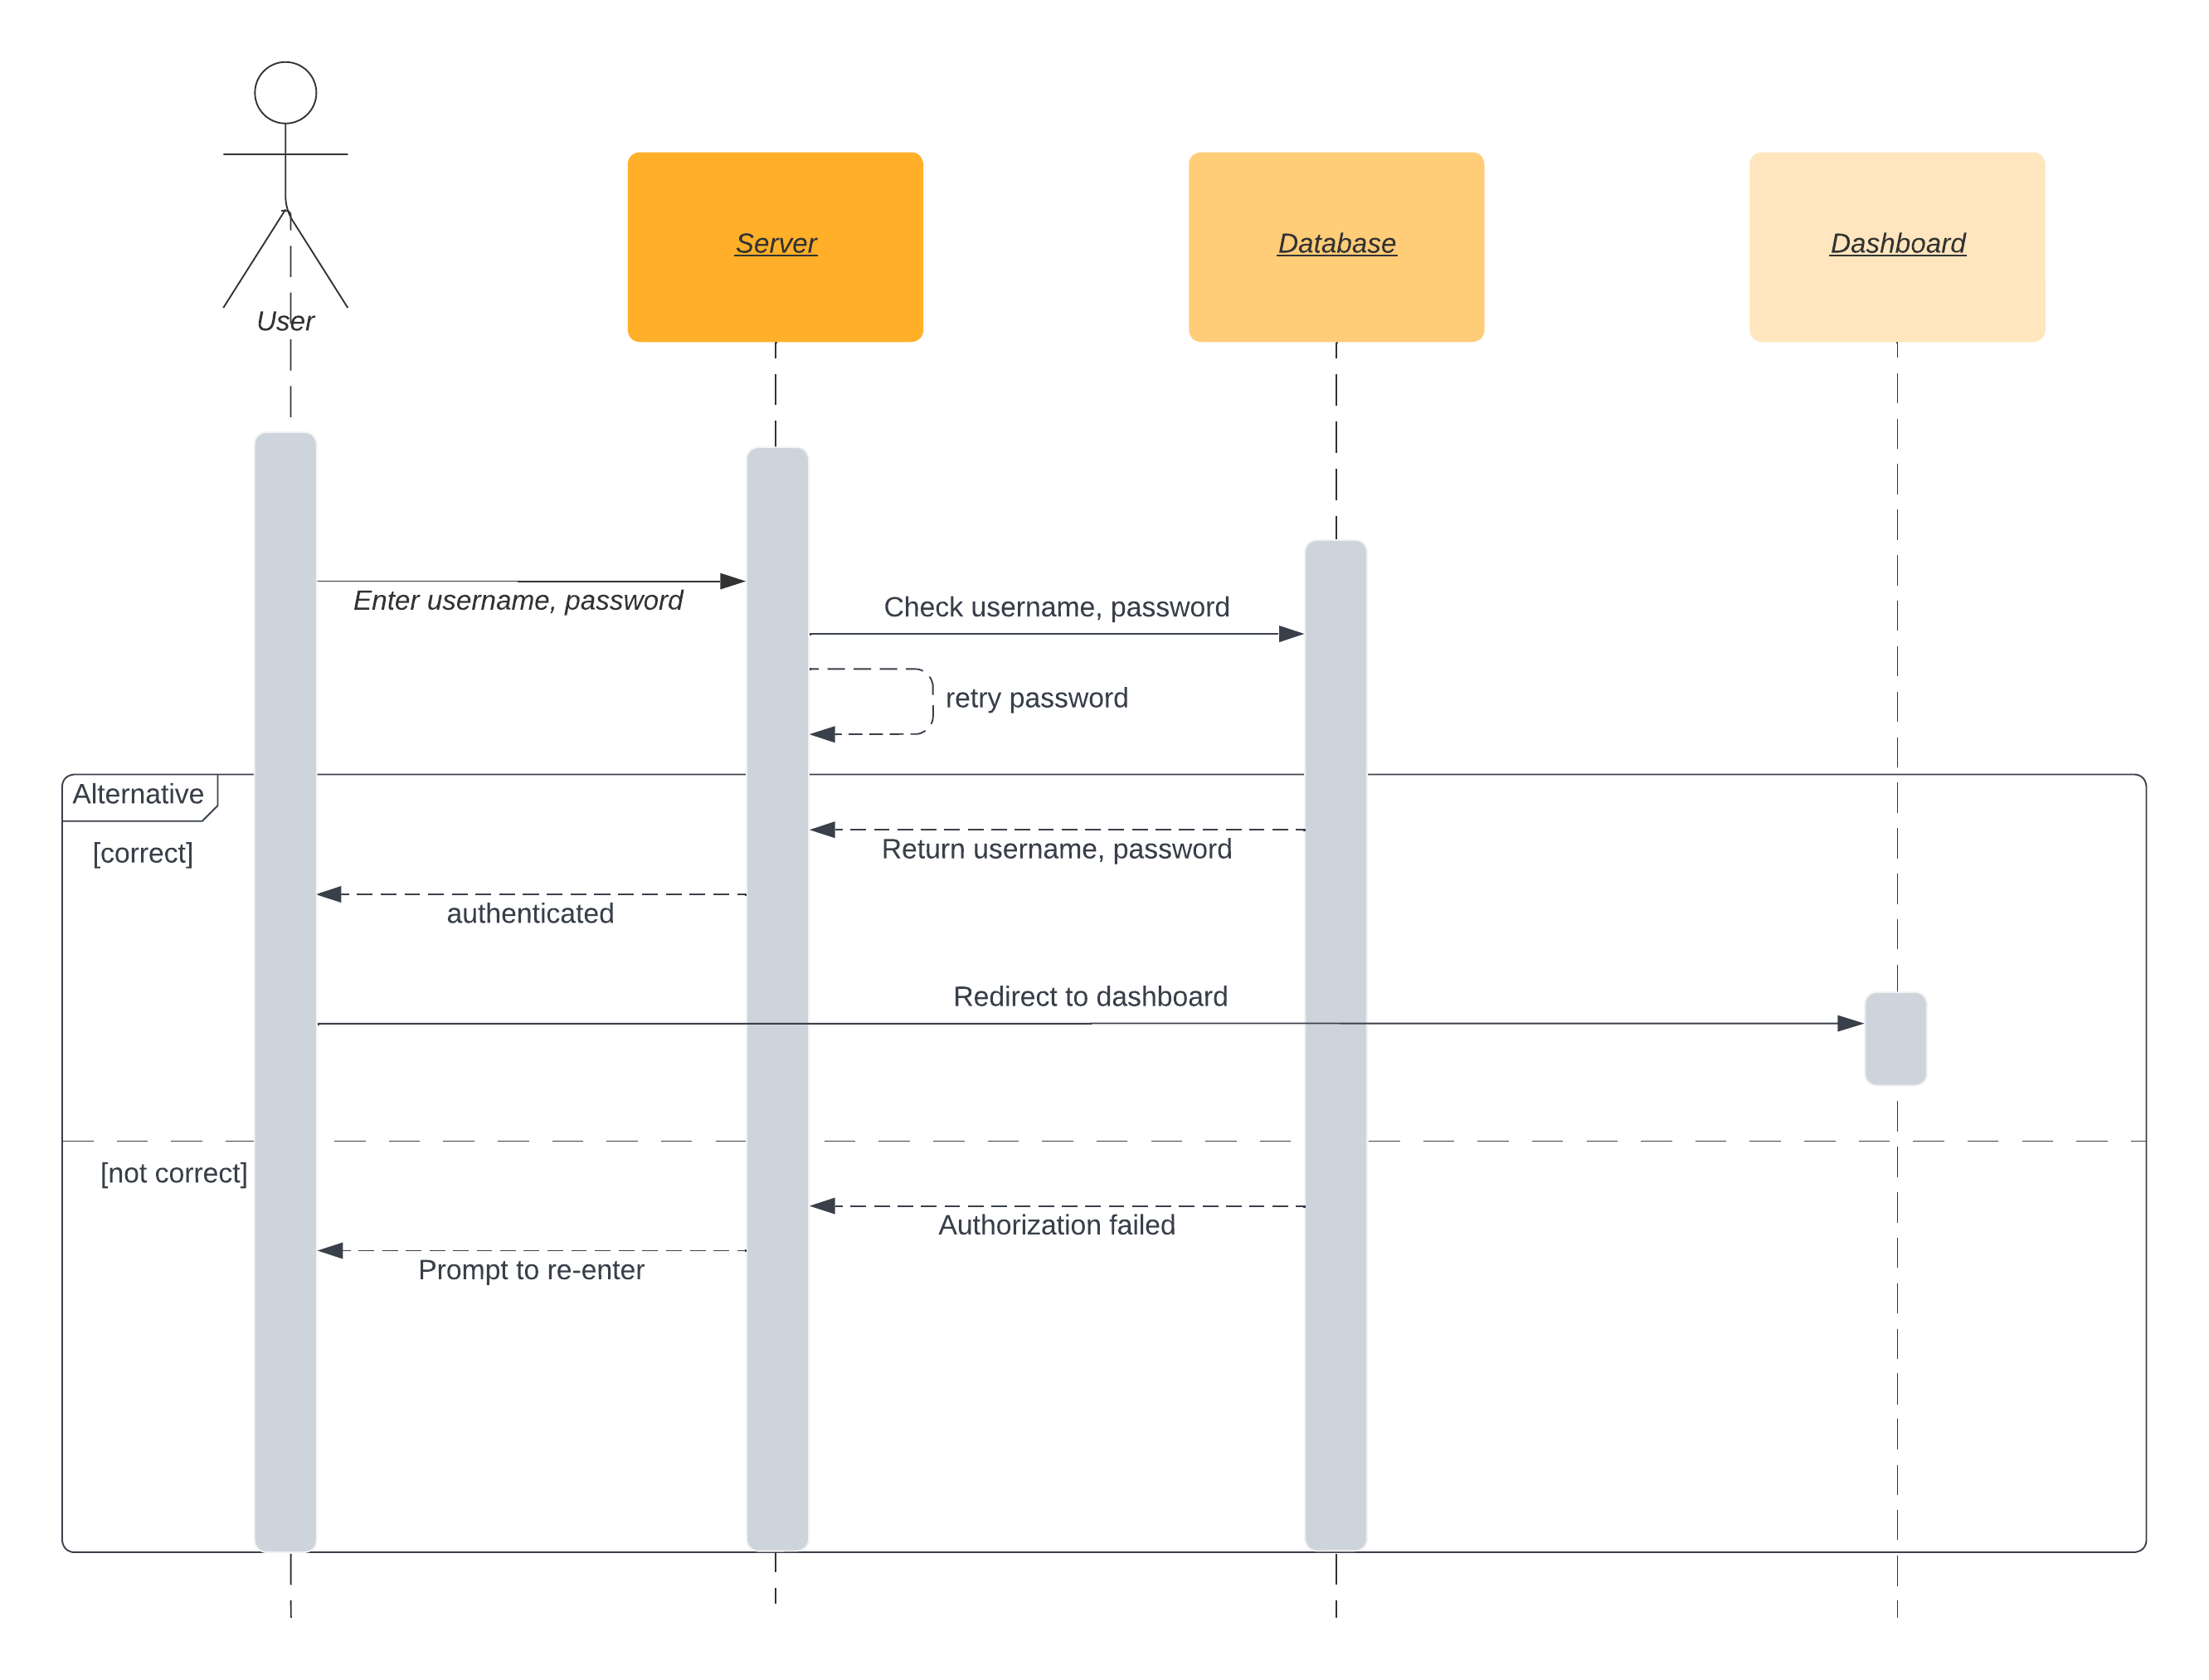 User
Server
Database
Dashboard
Enter username, password
Check username, password
retry password
Alternative
[correct]
Return username, password
authenticated
Redirect to dashboard
[not correct]
Authorization failed
Prompt to re-enter